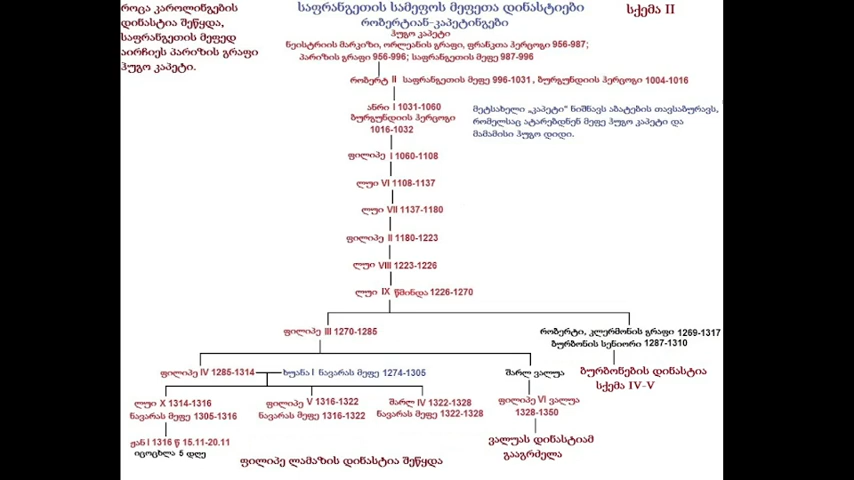 როცა კაროლინგების
დინასტია შეწყდა,
საფრანგეთის მეფედ
აირჩიეს პარიზის გრაფი
ჰუგო კაპეტი.
საფრანგეთის სამეფოს მეფეთა დინასტიები
რობერტიან-კაპეტინგები
სქემა II
ჰუგო კაპეტი
ნეისტრიის მარკიზი, ორლეანის გრაფი, ფრანკთა ჰერცოგი 956-987;
პარიზის გრაფი 956-996; საფრანგეთის მეფე 987-996
რობერტ II საფრანგეთის მეფე 996-1031, ბურგუნდიის ჰერცოგი 1004-1016
ანრი I 1031-1060
ბურგუნდიის ჰერცოგი
1016-1032
მეტსახელი „კაპეტი“ ნიშნავს აბატების თავსაბურავს,
რომელსაც ატარებდნენ მეფე ჰუგო კაპეტი და
მამამისი ჰუგო დიდი.
ფილიპე I 1060-1108
ლუი VI 1108-1137
ლუი VII 1137-1180
ფილიპე II 1180-1223
ლუი VIII 1223-1226
ლუი IX წმინდა 1226-1270
ფილიპე III 1270-1285
რობერტი, კლერმონის გრაფი 1269-1317
ბურბონის სენიორი 1287-1310
ფილიპე IV 1285-1314
ხუანა I ნავარას მეფე 1274-1305
შარლ ვალუა
ბურბონების დინასტია
სქემა IV-V
ლუი X 1314-1316
ნავარას მეფე 1305-1316
ფილიპე V 1316-1322
ნავარას მეფე 1316-1322
შარლ IV 1322-1328
ნავარას მეფე 1322-1328
ფილიპე VI ვალუა
1328-1350
ჟან I 1316 წ 15.11-20.11
იცოცხლა 5 დღე
ფილიპე ლამაზის დინასტია შეწყდა
ვალუას დინასტიამ
გააგრძელა